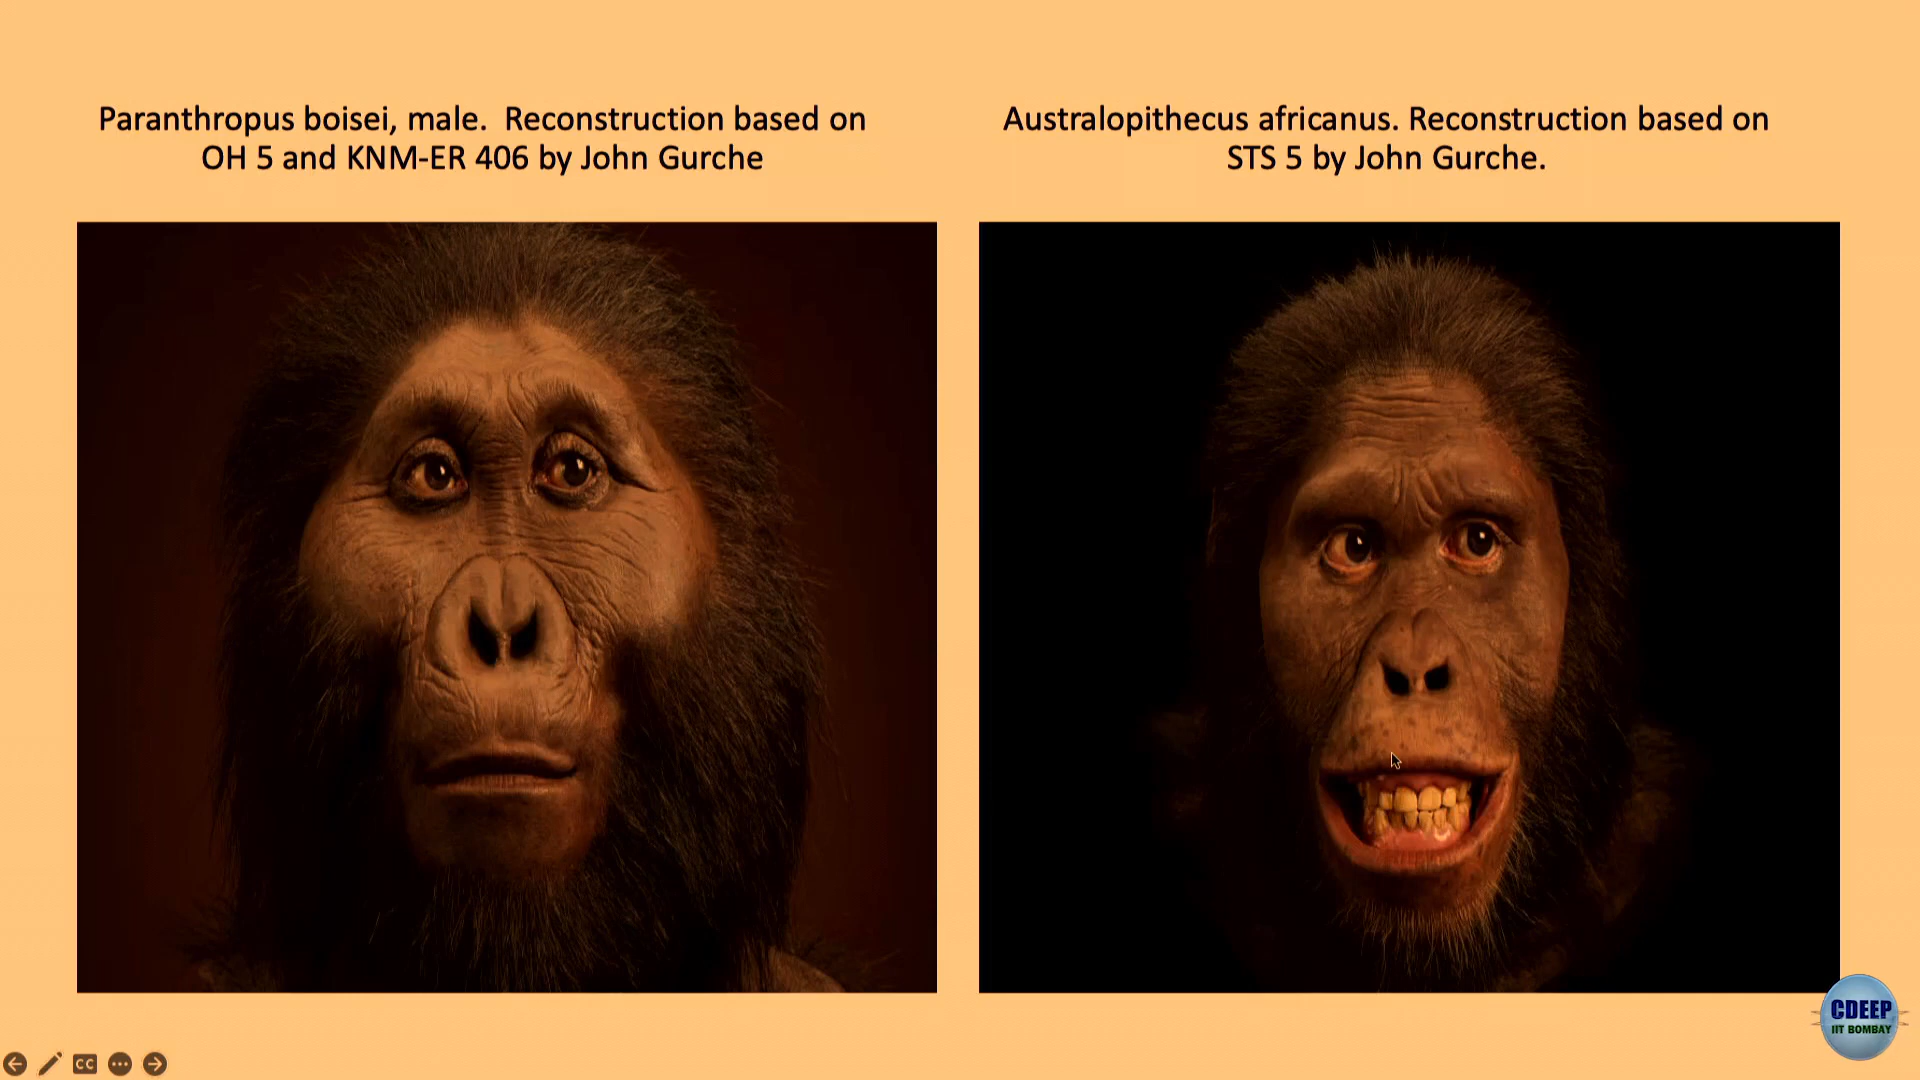 Paranthropus boisei, male.  Reconstruction based on
OH 5 and KNM-ER 406 by John Gurche
Australopithecus africanus. Reconstruction based on
STS 5 by John Gurche.
CDEEP
IIT BOMBAY
CC